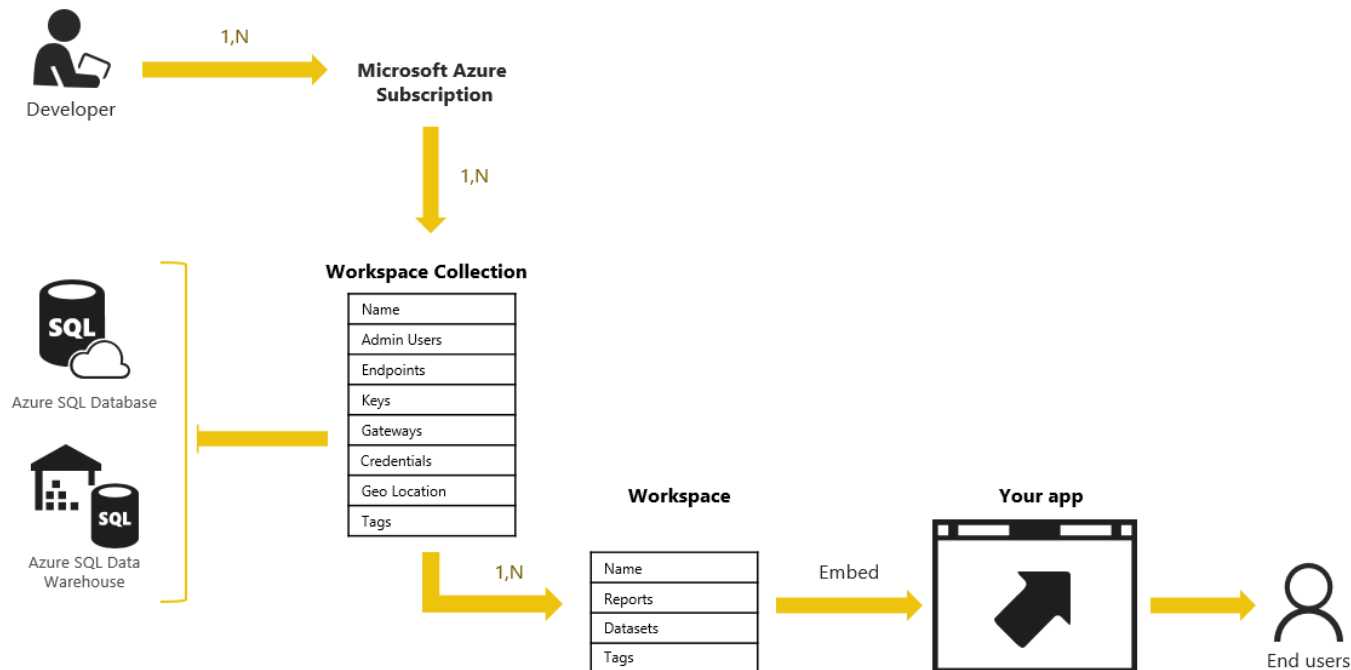 1,N
Developer
Microsoft Azure
Subscription
1,N
Workspace Collection
Name
Admin Users
Endpoints
Keys
Gateways
Credentials
Geo Location
Tags
SQL
Azure SQL Database
SQL
Azure SQL Data
Warehouse
1,N
Workspace
Name
Reports
Datasets
Tags
Embed
Your app
End users